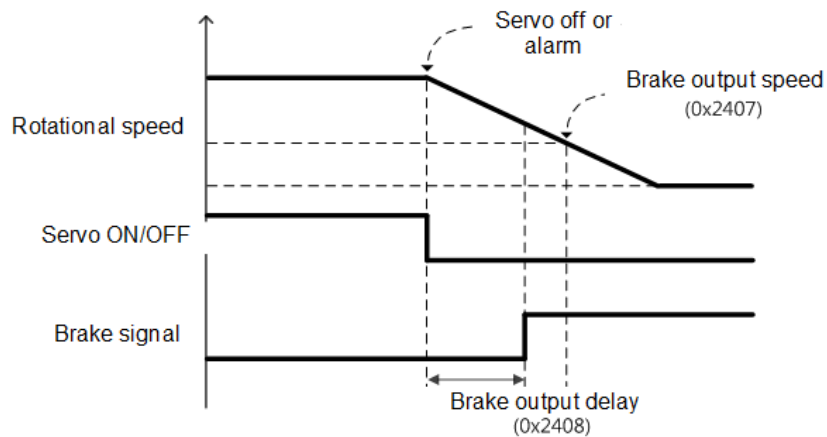 Servo off or
alarm
Brake output speed
(0x2407)
Rotational speed
Servo ON/OFF
Brake signal
Brake output delay
(0x2408)